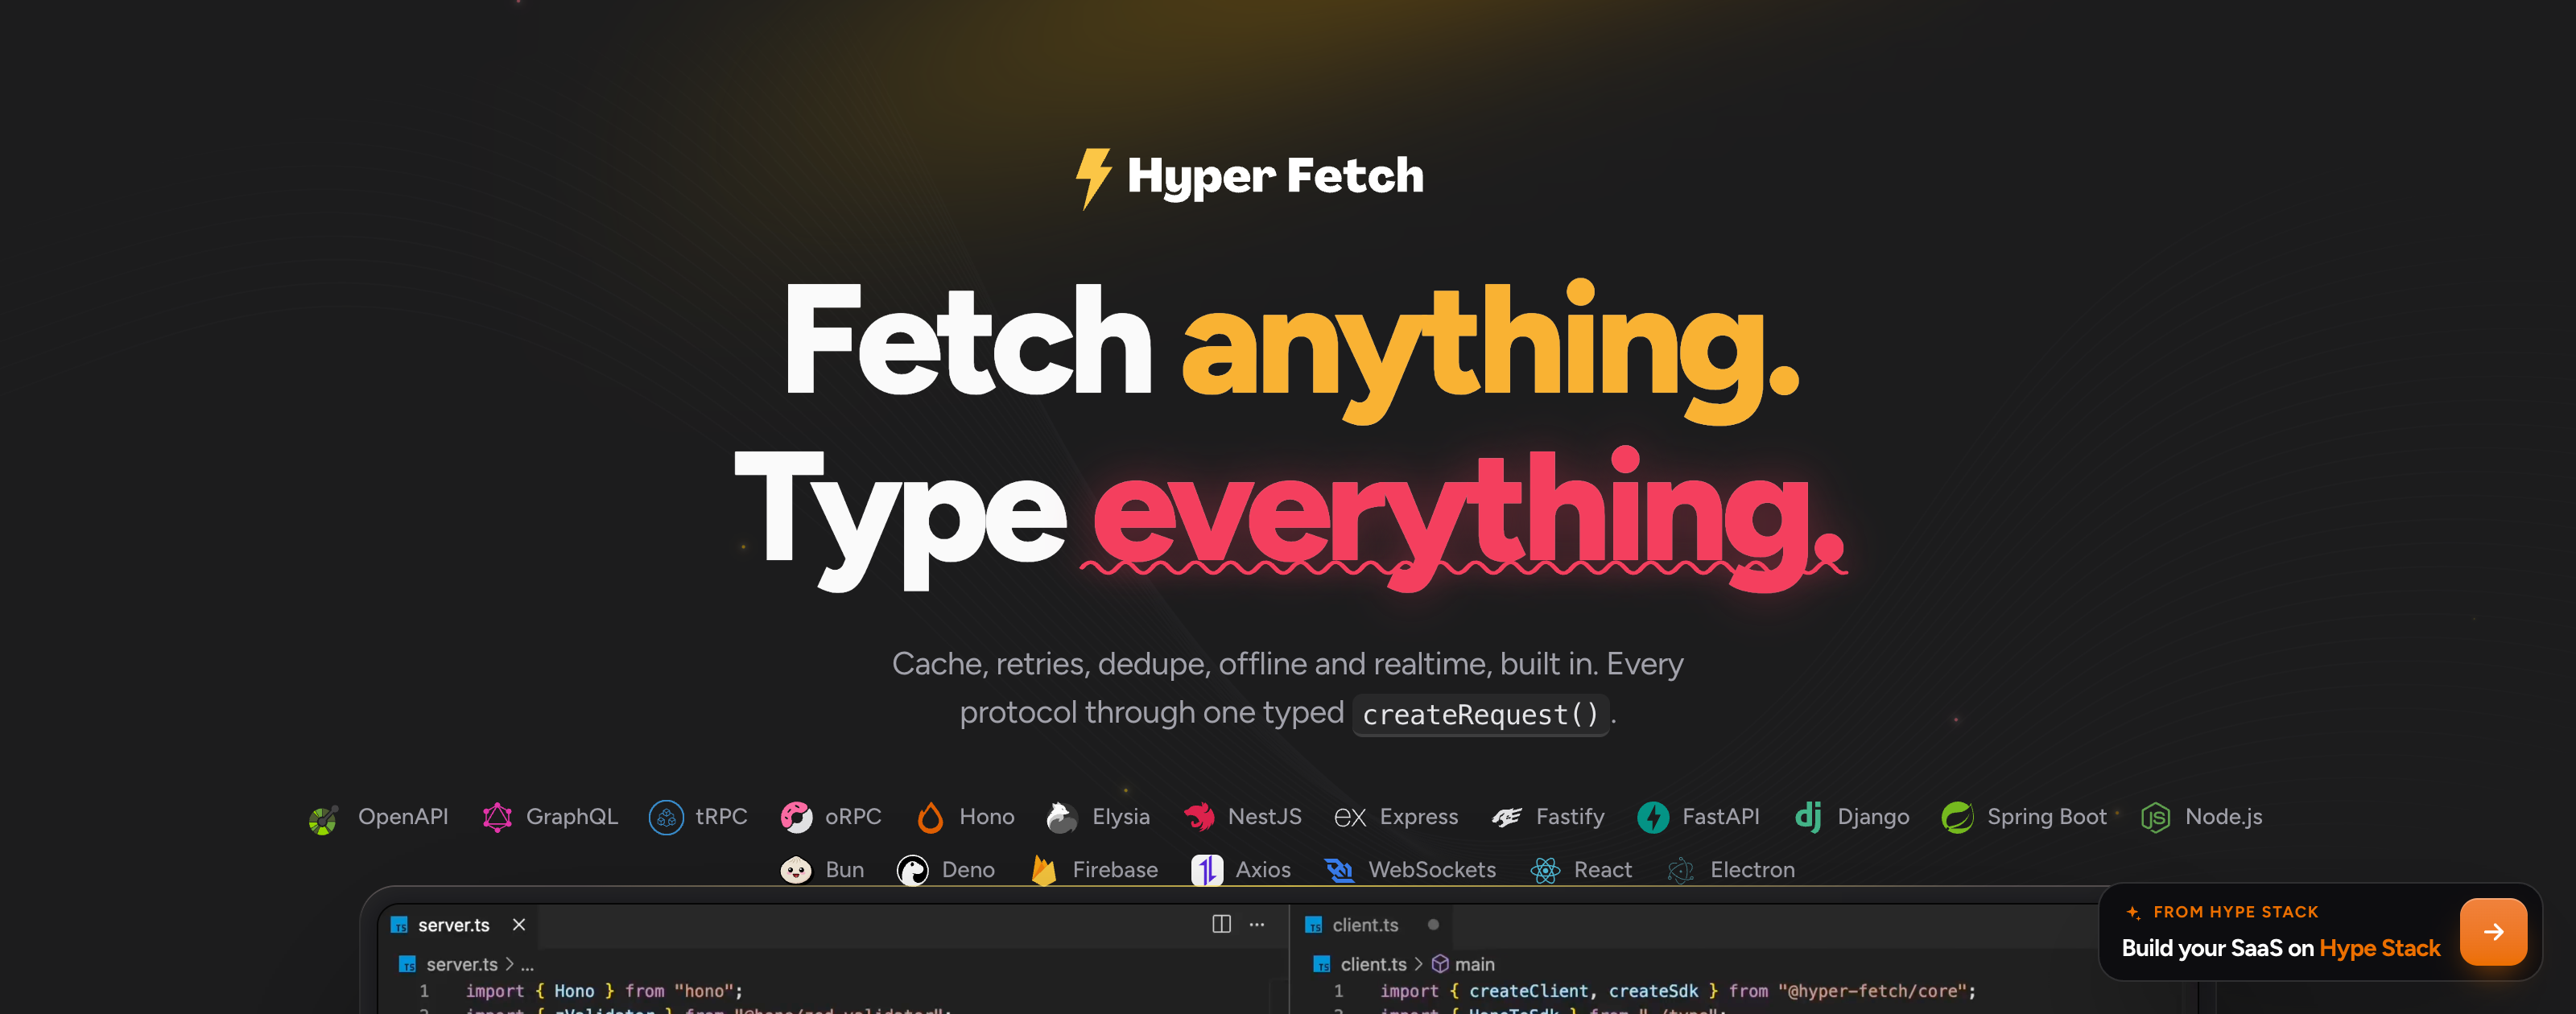 Hyper Fetch
Fetch anything.
Type everything.
Cache, retries, dedupe, offline and realtime, built in. Every
protocol through one typed createRequest().
OpenAPI GraphQL tRPC oRPC Hono Elysia NestJS Express Fastify FastAPI Django Spring Boot Node.js
Bun Deno Firebase Axios WebSockets React Electron
server.ts
server.ts > ...
1 import { Hono } from "hono";
client.ts
client.ts > main
1 import { createClient, createSdk } from "@hyper-fetch/core";
FROM HYPE STACK
Build your SaaS on Hype Stack